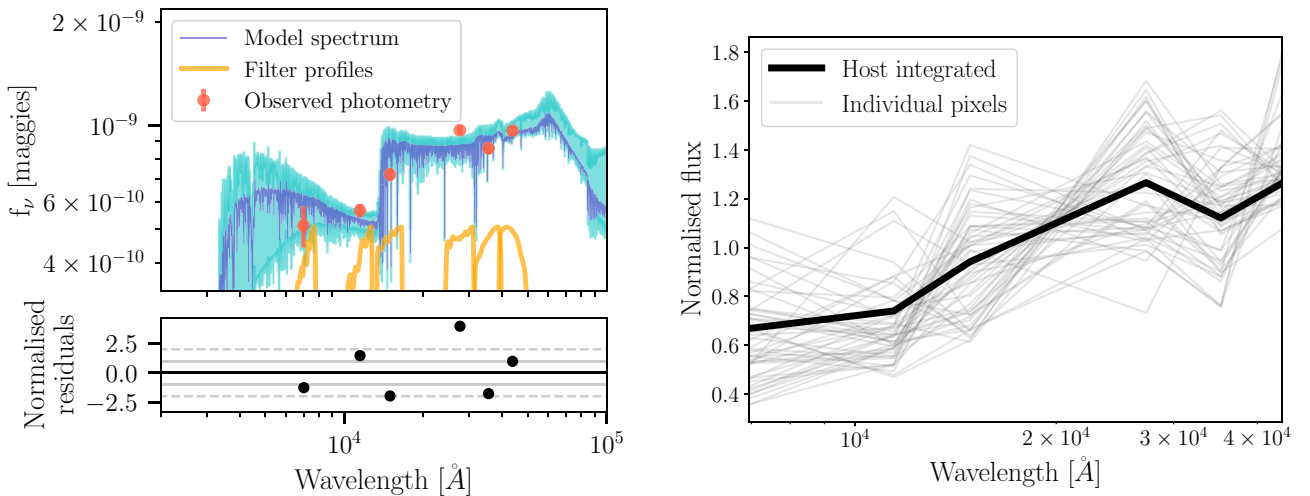 2 × 10⁻⁹
10⁻⁹
6 × 10⁻¹⁰
4 × 10⁻¹⁰
f_ν [maggies]
Model spectrum
Filter profiles
Observed photometry
Normalised
residuals
2.5
0.0
−2.5
10⁴
10⁵
Wavelength [Å]
Normalised flux
1.8
1.6
1.4
1.2
1.0
0.8
0.6
0.4
Host integrated
Individual pixels
10⁴
2 × 10⁴
3 × 10⁴
4 × 10⁴
Wavelength [Å]